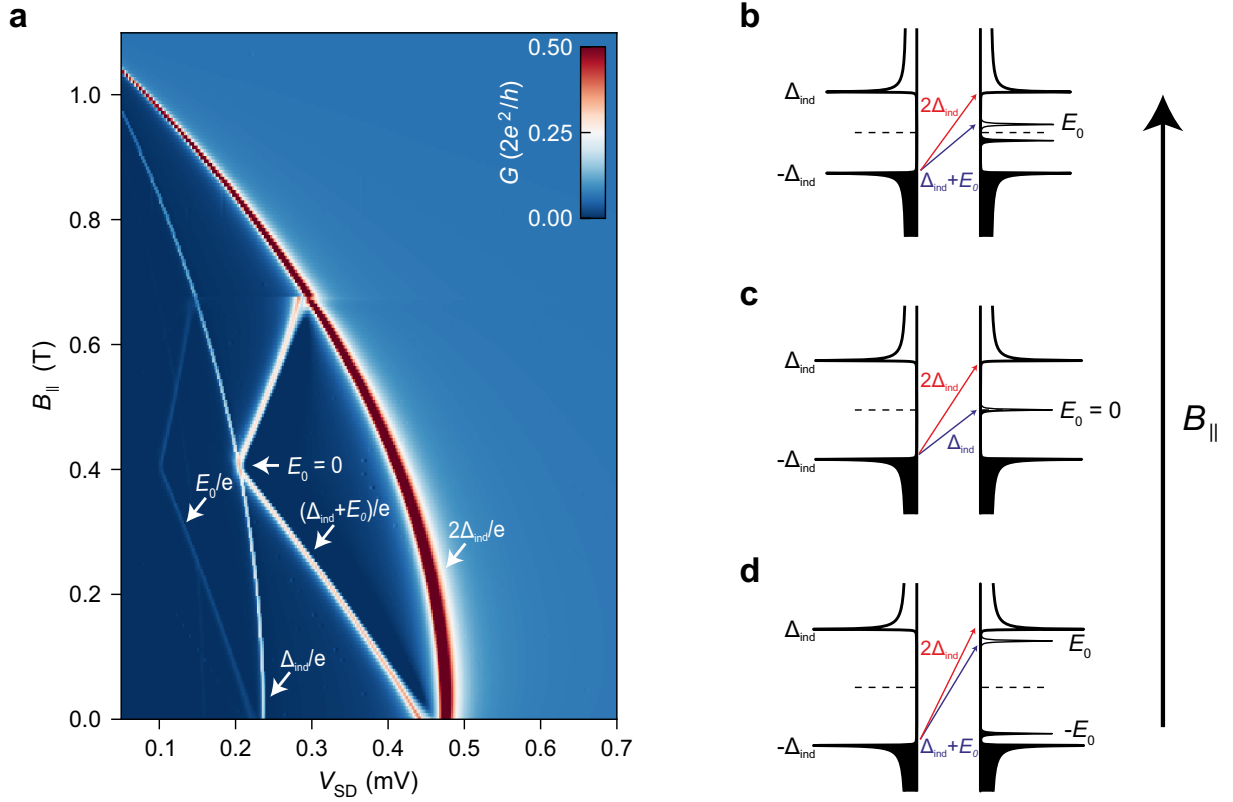 a
0.50
0.25
0.00
G (2e²/h)
1.0
0.8
0.6
0.4
0.2
0.0
B∥ (T)
E₀ = 0
E₀/e
(Δind+E₀)/e
2Δind/e
Δind/e
0.1 0.2 0.3 0.4 0.5 0.6 0.7
VSD (mV)
b
Δind
2Δind
E₀
-Δind
Δind+E₀
c
Δind
2Δind
E₀ = 0
Δind
-Δind
B∥
d
Δind
2Δind
E₀
-E₀
-Δind
Δind+E₀